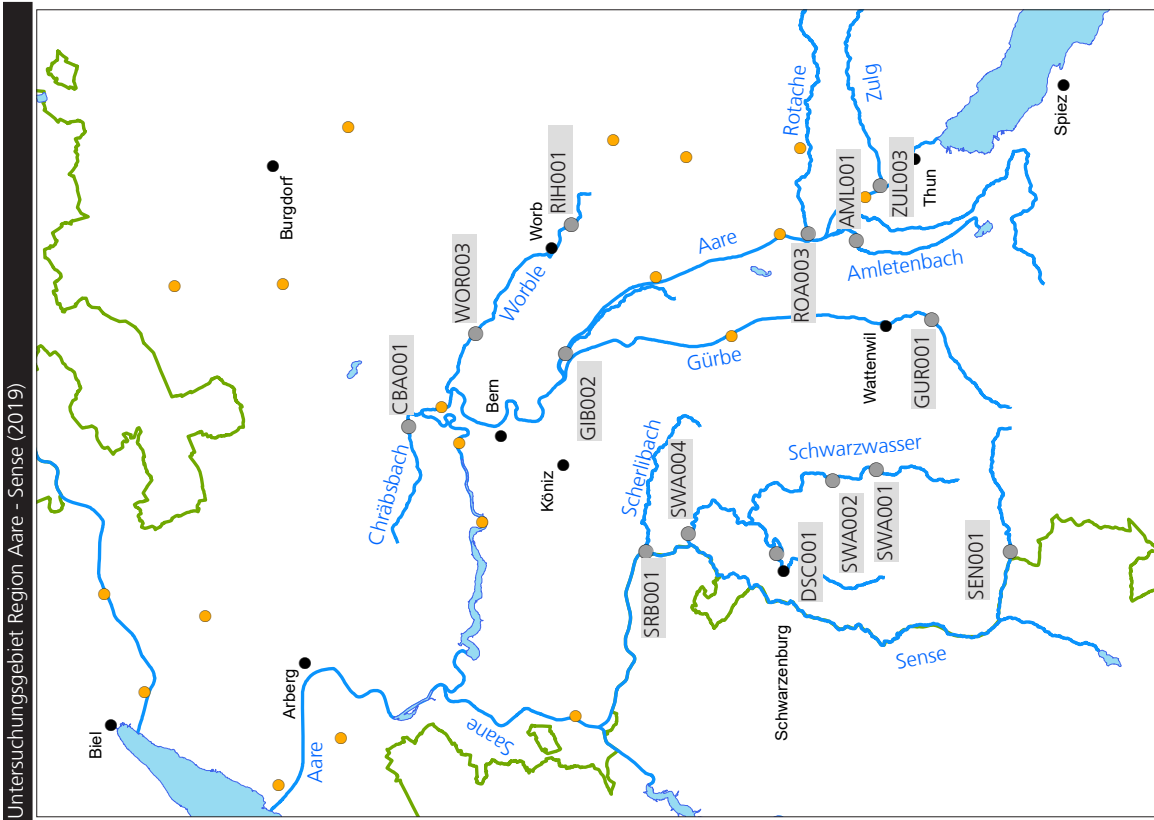 Untersuchungsgebiet Region Aare - Sense (2019)
Biel
Arberg
Aare
Saane
Burgdorf
Chräbsbach
CBA001
WOR003
Worble
Worb
RIH001
Bern
Köniz
GIB002
Scherlibach
SWA004
SRB001
Gürbe
Aare
Rotache
Zulg
ROA003
AML001
ZUL003
Thun
Spiez
Amletenbach
Wattenwil
GUR001
Schwarzwasser
SWA002
SWA001
DSC001
Schwarzenburg
Sense
SEN001